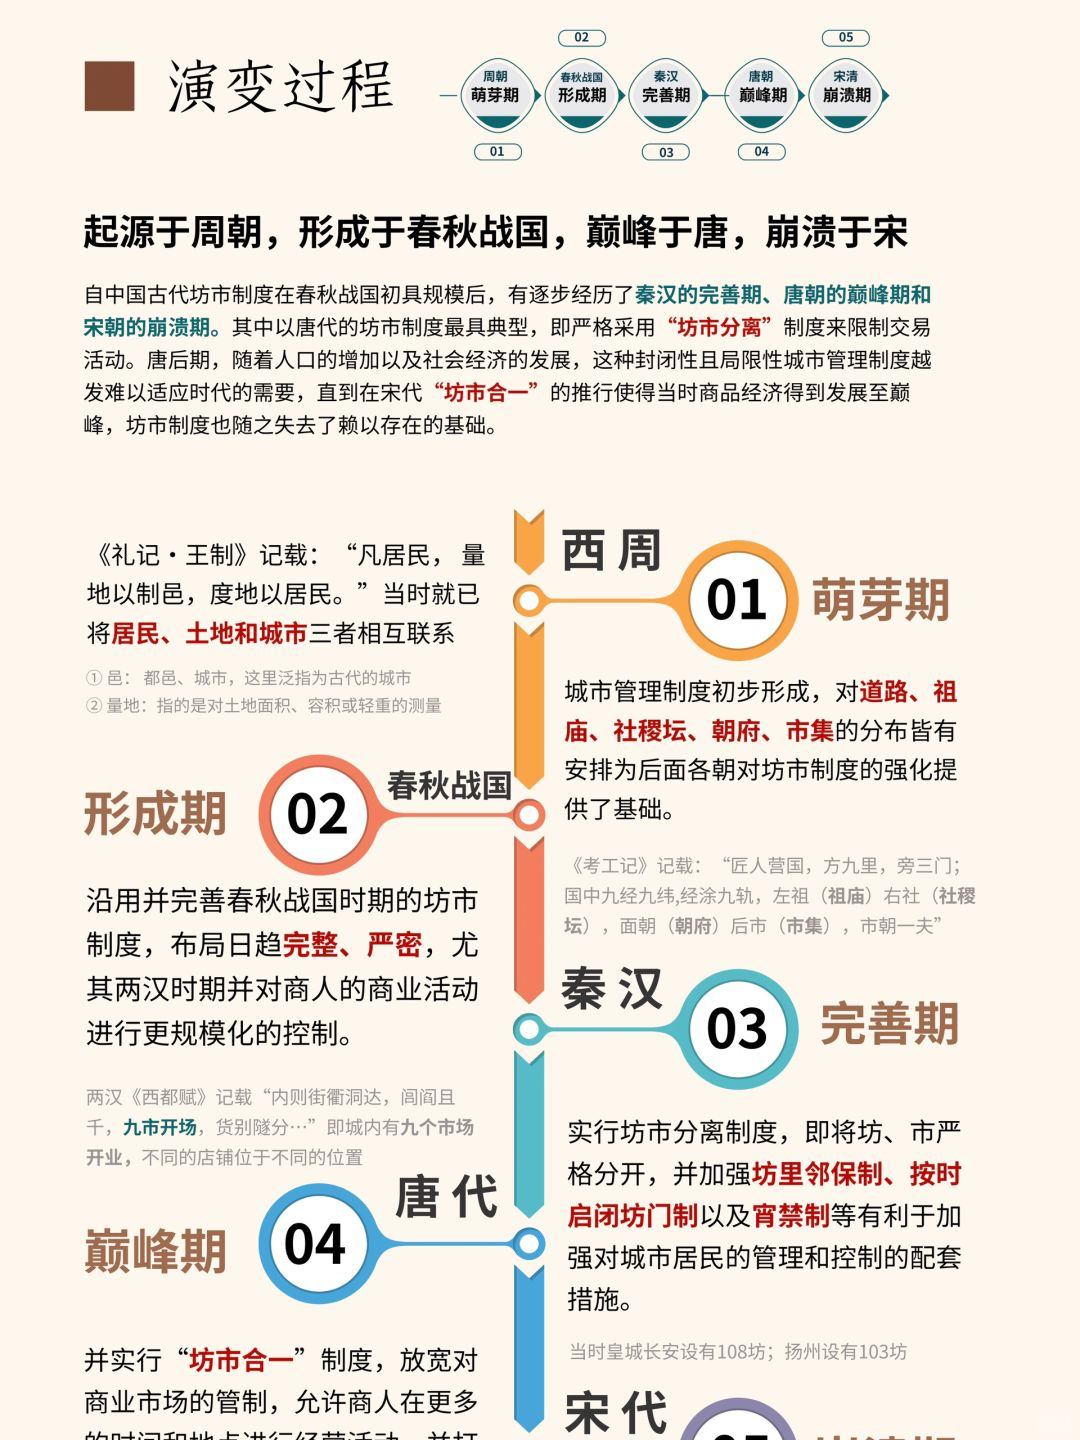 演变过程
02
05
周朝
萌芽期
春秋战国
形成期
秦汉
完善期
唐朝
巅峰期
宋清
崩溃期
01
03
04
起源于周朝，形成于春秋战国，巅峰于唐，崩溃于宋
自中国古代坊市制度在春秋战国初具规模后，有逐步经历了秦汉的完善期、唐朝的巅峰期和
宋朝的崩溃期。其中以唐代的坊市制度最具典型，即严格采用“坊市分离”制度来限制交易
活动。唐后期，随着人口的增加以及社会经济的发展，这种封闭性且局限性城市管理制度越
发难以适应时代的需要，直到在宋代“坊市合一”的推行使得当时商品经济得到发展至巅
峰，坊市制度也随之失去了赖以存在的基础。
《礼记·王制》记载：“凡居民， 量
地以制邑，度地以居民。”当时就已
将居民、土地和城市三者相互联系
① 邑： 都邑、城市，这里泛指为古代的城市
② 量地：指的是对土地面积、容积或轻重的测量
西周
01
萌芽期
城市管理制度初步形成，对道路、祖
庙、社稷坛、朝府、市集的分布皆有
安排为后面各朝对坊市制度的强化提
供了基础。
《考工记》记载：“匠人营国，方九里，旁三门；
国中九经九纬,经涂九轨，左祖（祖庙）右社（社稷
坛），面朝（朝府）后市（市集），市朝一夫”
形成期
02
春秋战国
沿用并完善春秋战国时期的坊市
制度，布局日趋完整、严密，尤
其两汉时期并对商人的商业活动
进行更规模化的控制。
两汉《西都赋》记载“内则街衢洞达，闾阎且
千，九市开场，货别隧分…”即城内有九个市场
开业，不同的店铺位于不同的位置
秦汉
03
完善期
实行坊市分离制度，即将坊、市严
格分开，并加强坊里邻保制、按时
启闭坊门制以及宵禁制等有利于加
强对城市居民的管理和控制的配套
措施。
当时皇城长安设有108坊；扬州设有103坊
唐代
04
巅峰期
并实行“坊市合一”制度，放宽对
商业市场的管制，允许商人在更多
宋代